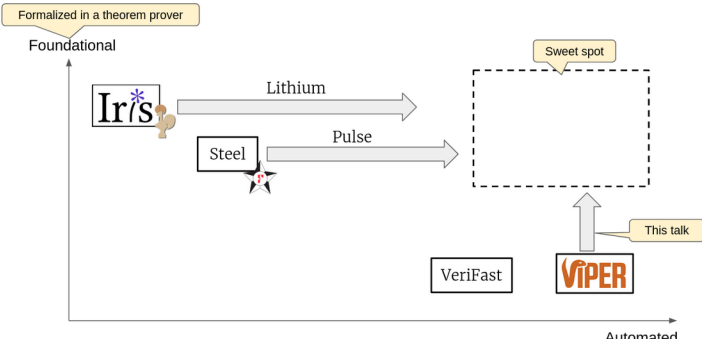 Formalized in a theorem prover
Foundational
Sweet spot
Iris
Lithium
Pulse
Steel
This talk
VeriFast
VIPER
Automated